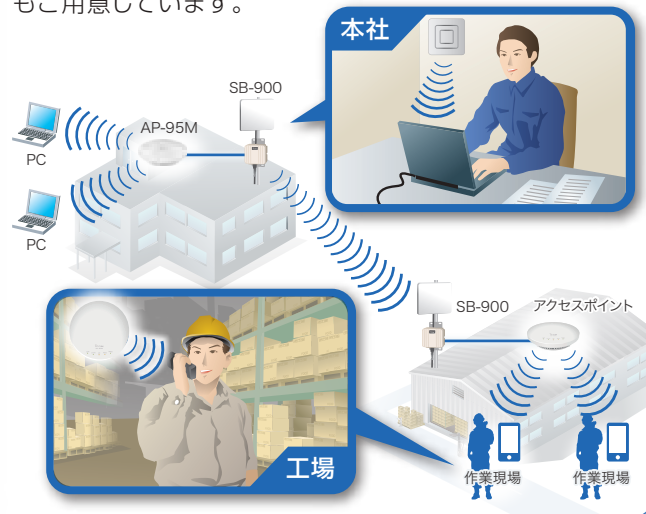 もご用意しています。
本社
SB-900
AP-95M
PC
PC
SB-900
アクセスポイント
工場
作業現場
作業現場